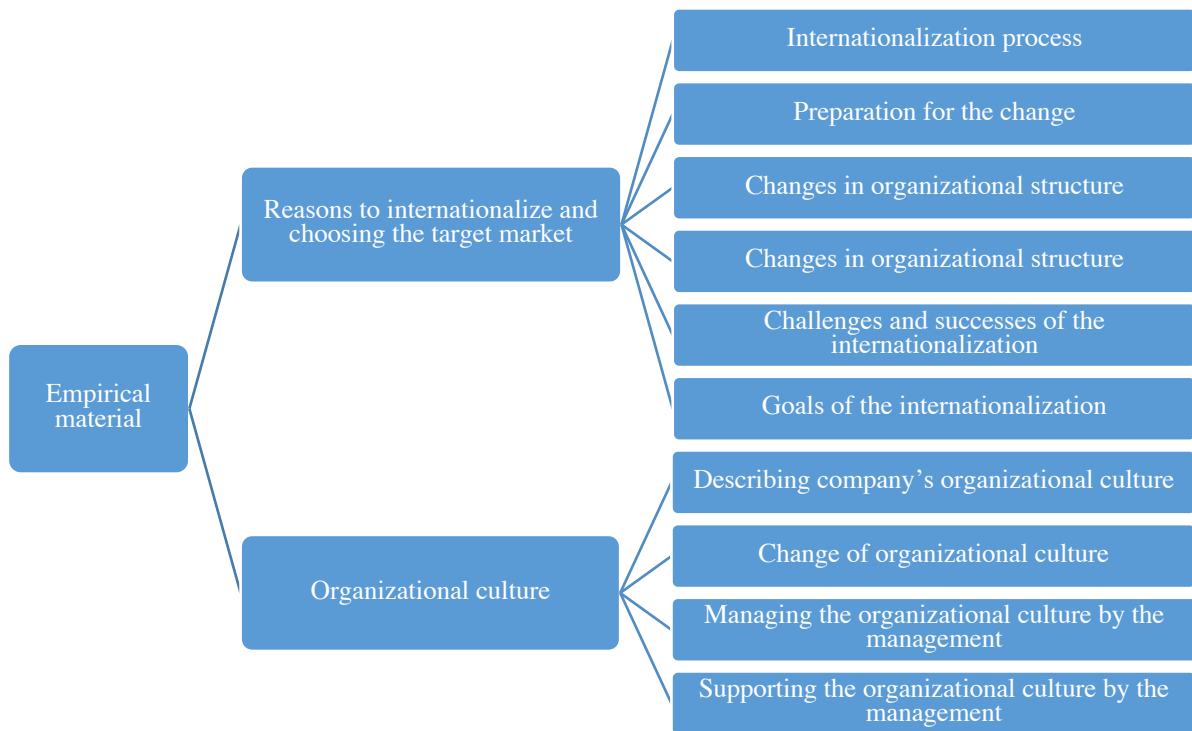 Internationalization process
Preparation for the change
Reasons to internationalize and
choosing the target market
Changes in organizational structure
Changes in organizational structure
Challenges and successes of the
internationalization
Goals of the internationalization
Empirical
material
Describing company’s organizational culture
Organizational culture
Change of organizational culture
Managing the organizational culture by the
management
Supporting the organizational culture by the
management